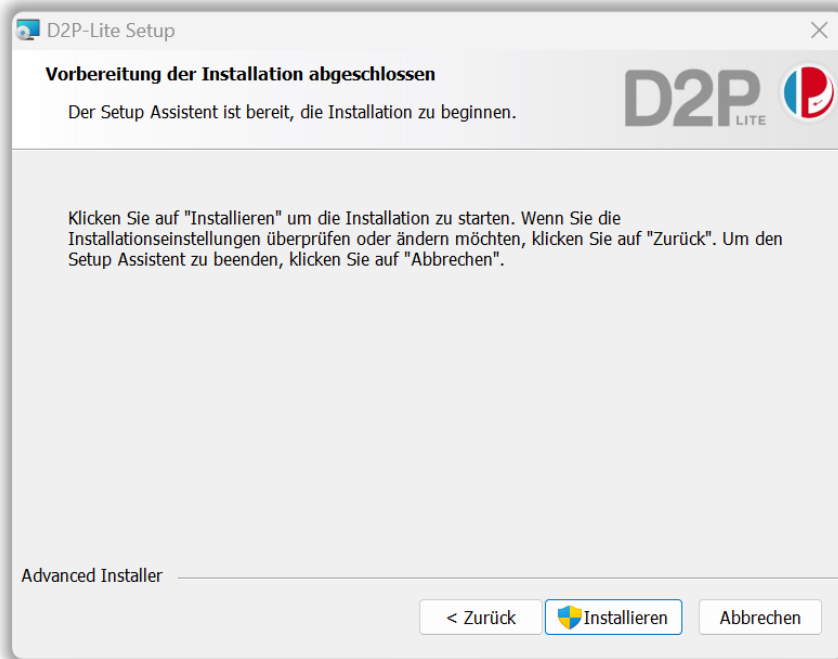 D2P-Lite Setup
Vorbereitung der Installation abgeschlossen
Der Setup Assistent ist bereit, die Installation zu beginnen.
D2P
LITE
Klicken Sie auf "Installieren" um die Installation zu starten. Wenn Sie die
Installationseinstellungen überprüfen oder ändern möchten, klicken Sie auf "Zurück". Um den
Setup Assistent zu beenden, klicken Sie auf "Abbrechen".
Advanced Installer
< Zurück
Installieren
Abbrechen